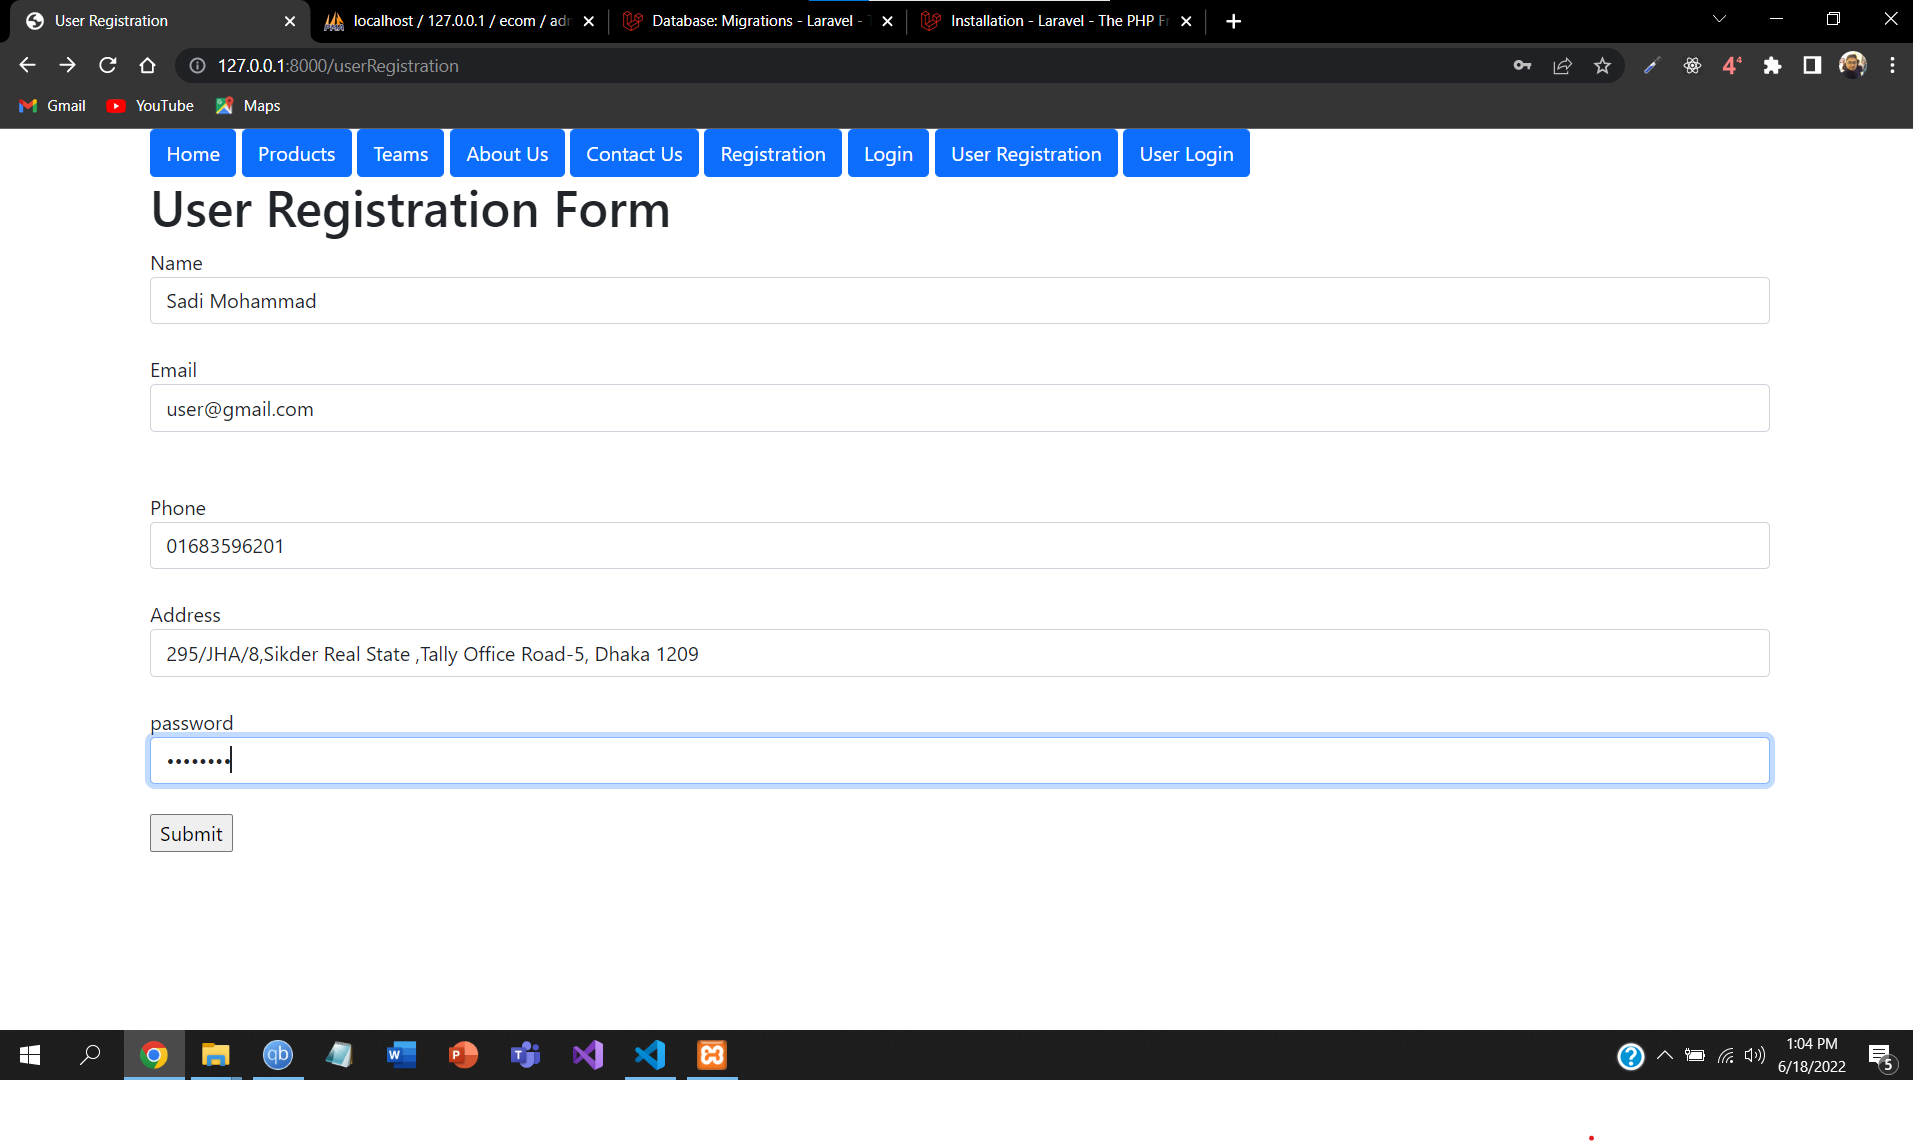 User Registration
localhost / 127.0.0.1 / ecom / adm
Database: Migrations - Laravel -
Installation - Laravel - The PHP Fr
127.0.0.1:8000/userRegistration
Gmail YouTube Maps
Home Products Teams About Us Contact Us Registration Login User Registration User Login
User Registration Form
Name
Sadi Mohammad
Email
user@gmail.com
Phone
01683596201
Address
295/JHA/8,Sikder Real State ,Tally Office Road-5, Dhaka 1209
password
••••••••
Submit
1:04 PM
6/18/2022
5